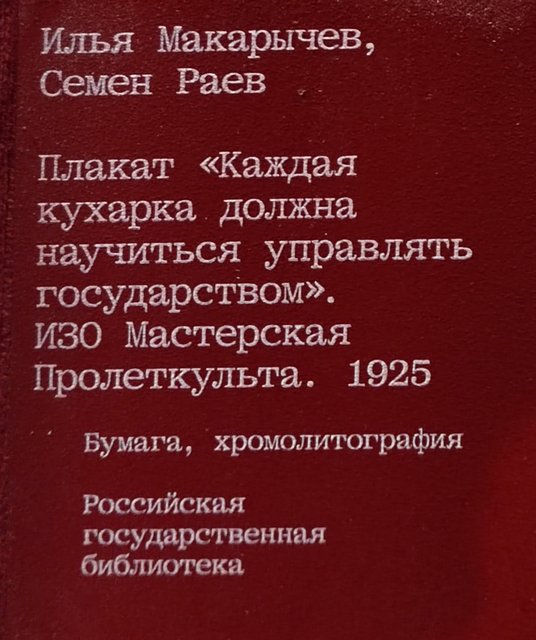 Илья Макарычев,
Семен Раев
Плакат «Каждая
кухарка должна
научиться управлять
государством».
ИЗО Мастерская
Пролеткульта. 1925
Бумага, хромолитография
Российская
государственная
библиотека